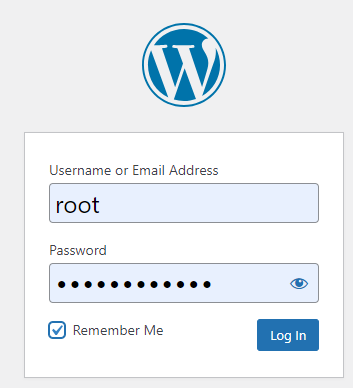 Username or Email Address
root
Password
••••••••••••
Remember Me
Log In